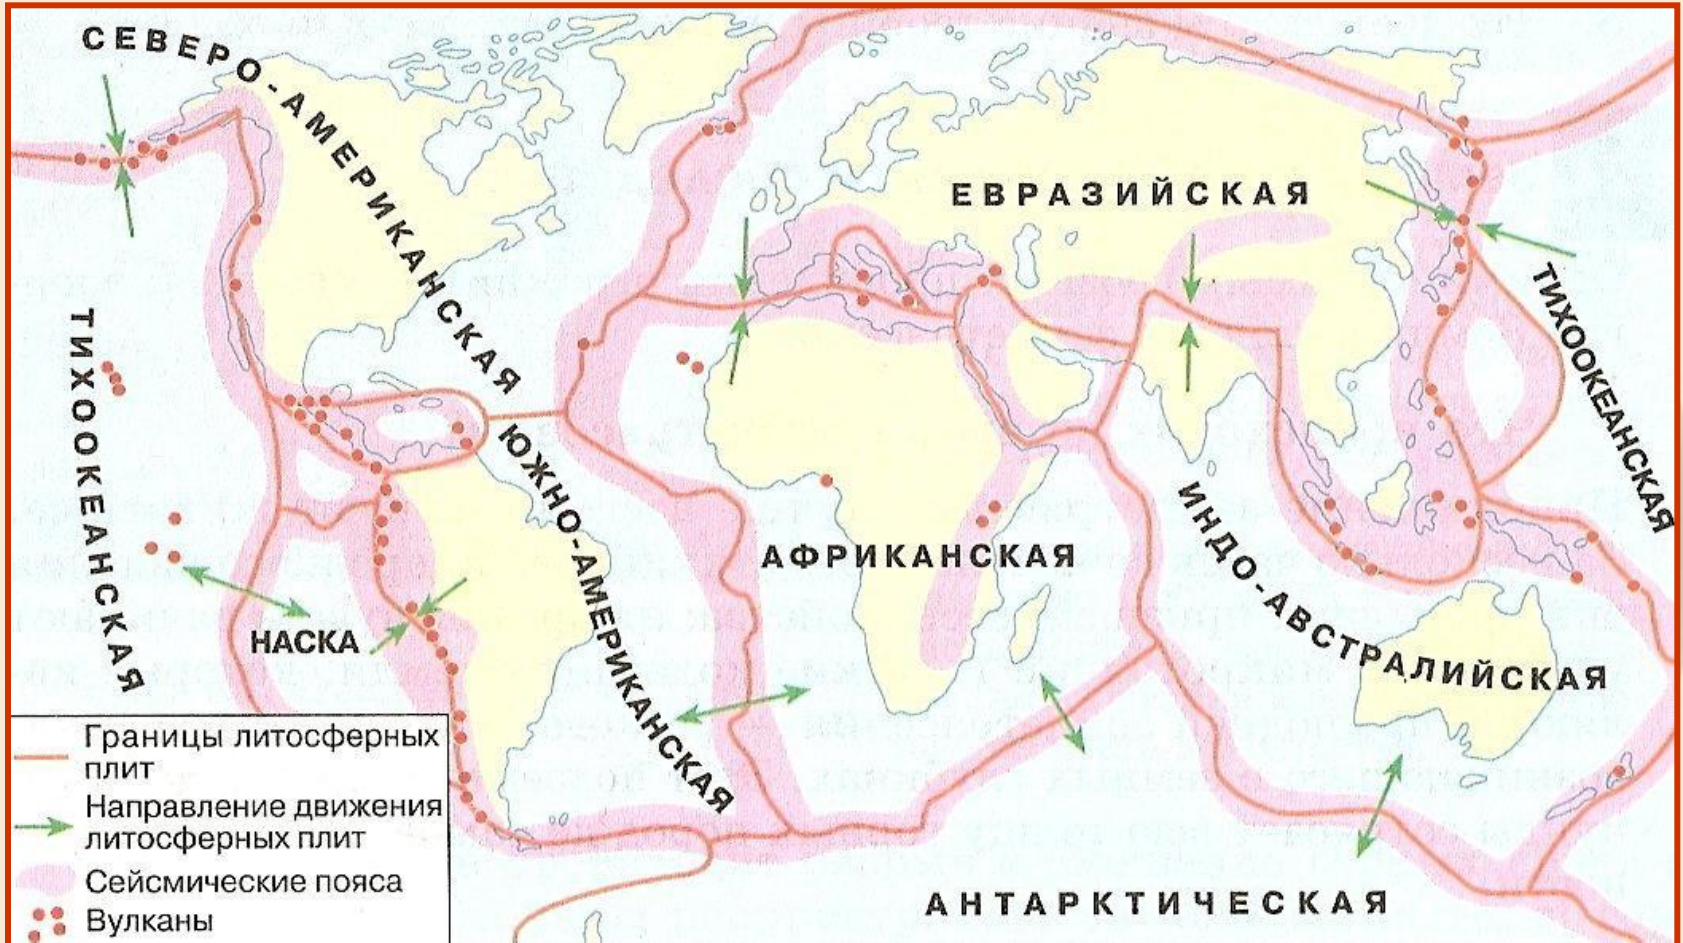 СЕВЕРО-АМЕРИКАНСКАЯ
ЕВРАЗИЙСКАЯ
ТИХООКЕАНСКАЯ
ТИХООКЕАНСКАЯ
ЮЖНО-АМЕРИКАНСКАЯ
АФРИКАНСКАЯ
ИНДО-АВСТРАЛИЙСКАЯ
НАСКА
АНТАРКТИЧЕСКАЯ
Границы литосферных
плит
Направление движения
литосферных плит
Сейсмические пояса
Вулканы